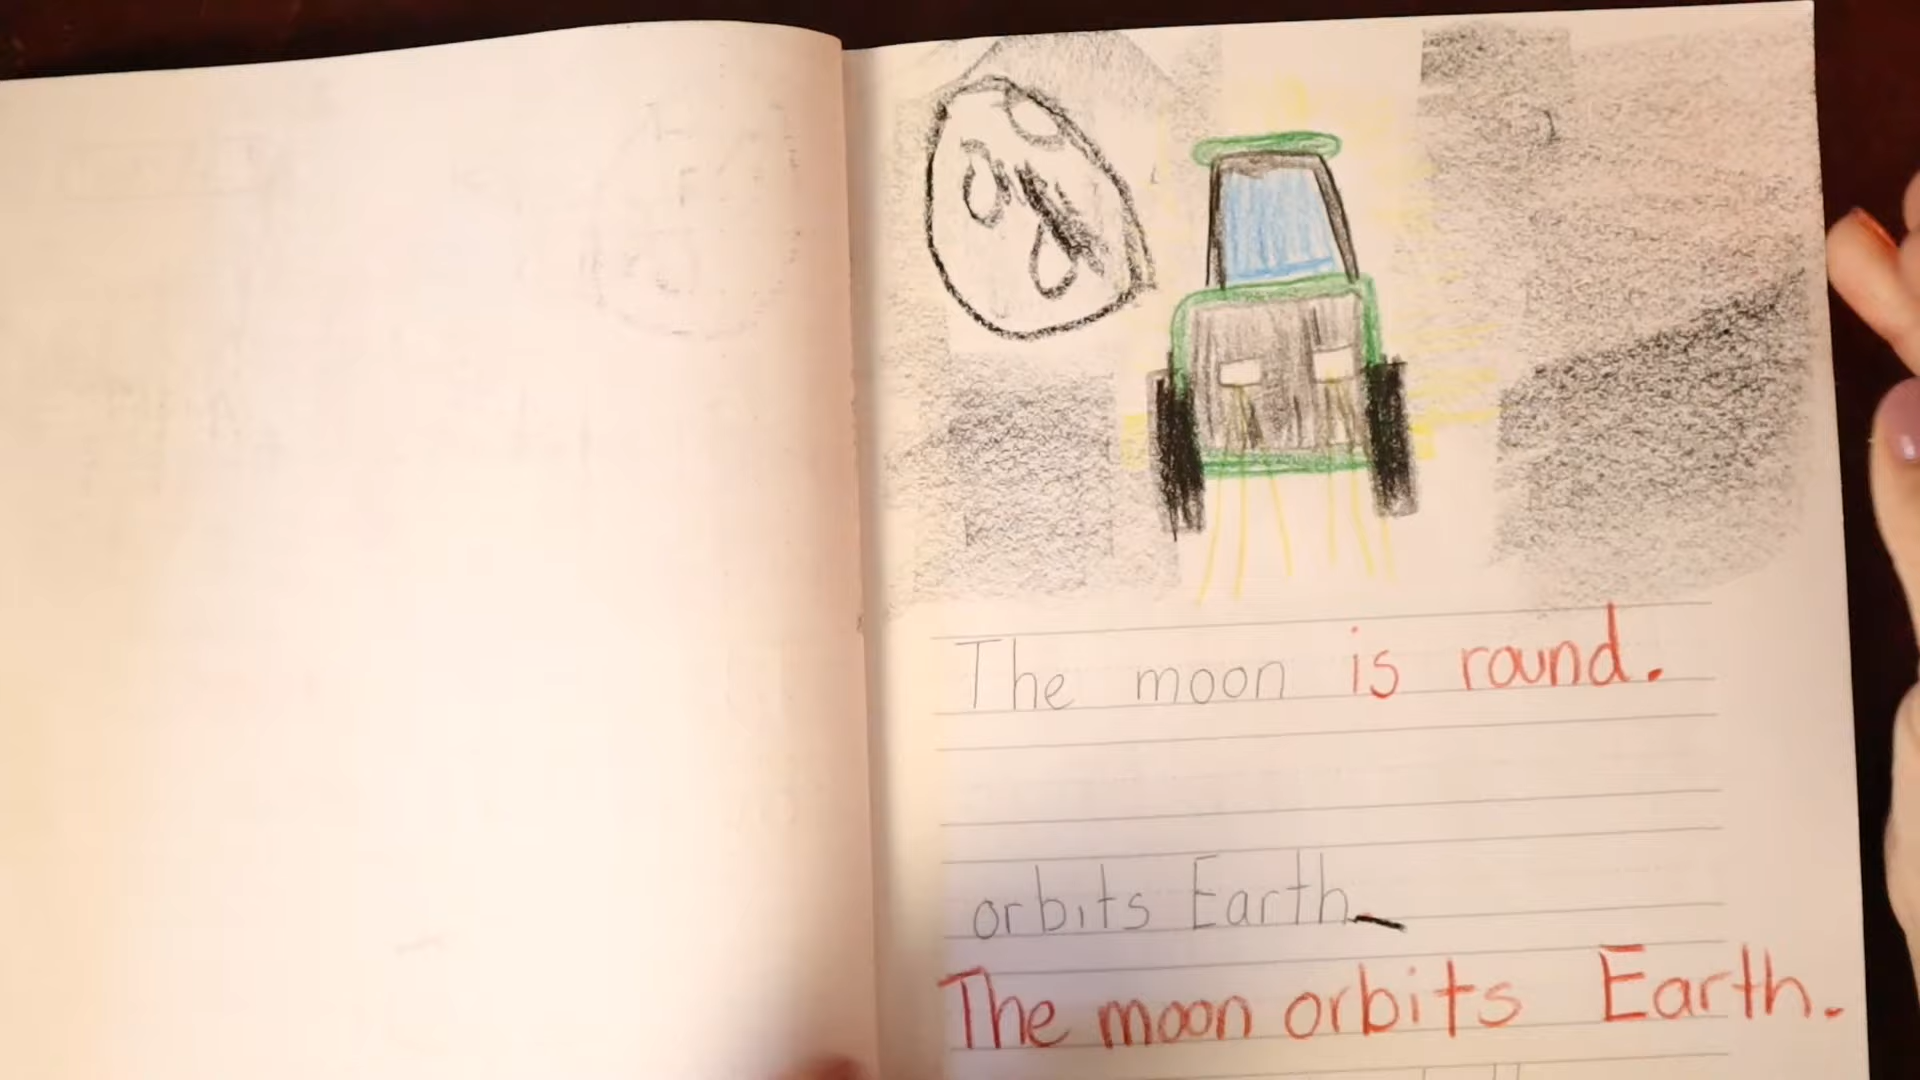 The moon is round.
orbits Earth
The moon orbits Earth.